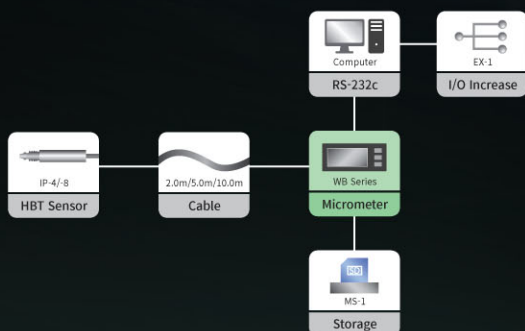 Computer
RS-232c
EX-1
I/O Increase
IP-4/-8
HBT Sensor
2.0m/5.0m/10.0m
Cable
WB Series
Micrometer
SD
MS-1
Storage